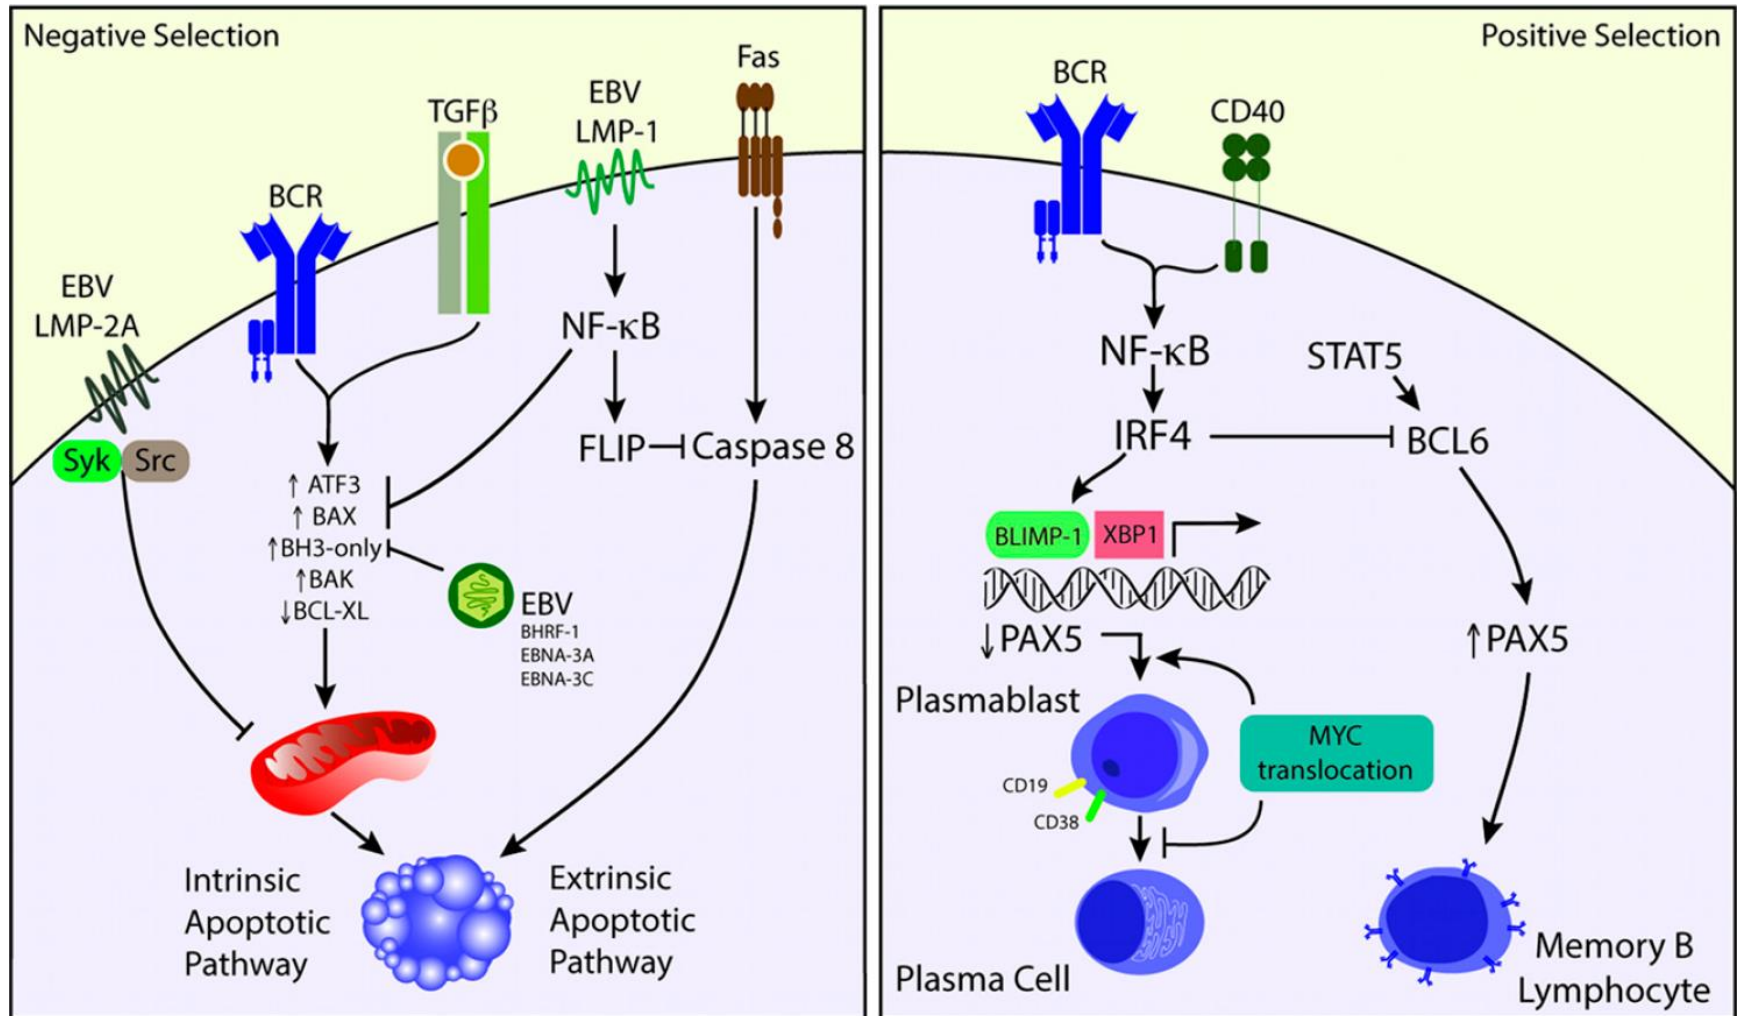 Negative Selection
Fas
EBV
LMP-1
TGFβ
BCR
EBV
LMP-2A
NF-κB
FLIP
Caspase 8
Syk
Src
↑ ATF3
↑ BAX
↑BH3-only
↑BAK
↓BCL-XL
EBV
BHRF-1
EBNA-3A
EBNA-3C
Intrinsic
Apoptotic
Pathway
Extrinsic
Apoptotic
Pathway
Positive Selection
BCR
CD40
NF-κB
STAT5
IRF4
BCL6
BLIMP-1
XBP1
↓PAX5
↑PAX5
Plasmablast
MYC
translocation
CD19
CD38
Plasma Cell
Memory B
Lymphocyte